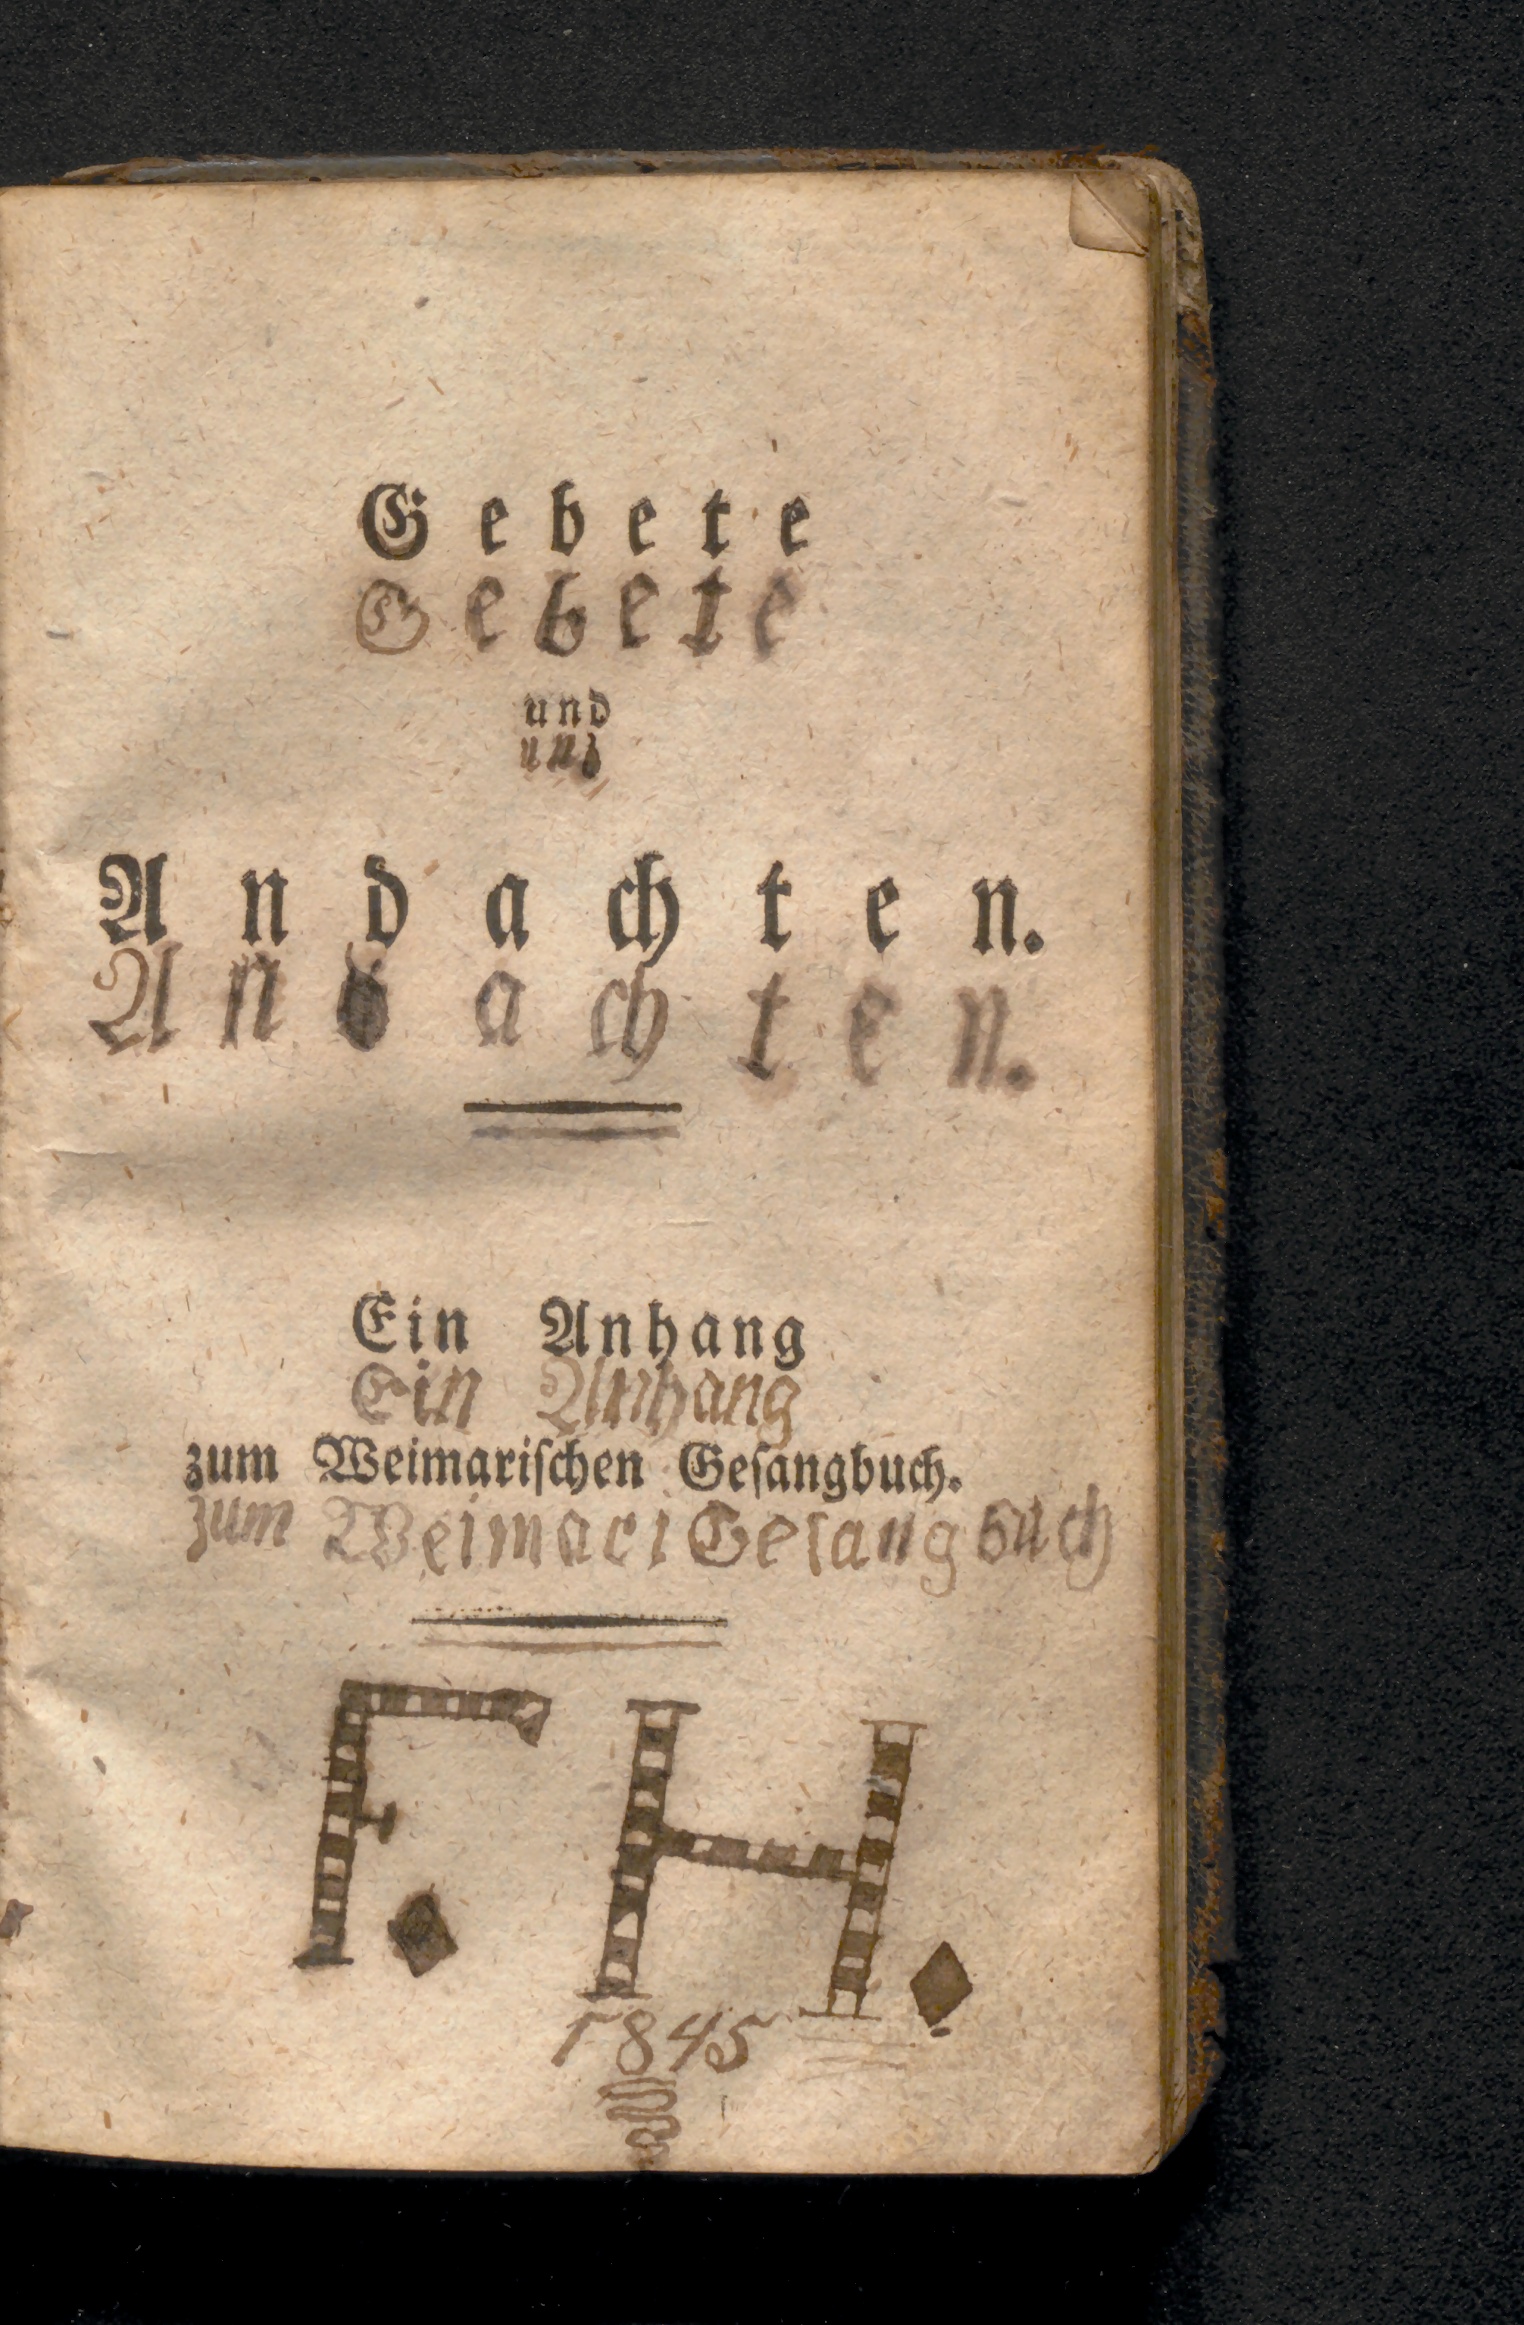 Gebete
Gebete
und
und
Andachten.
Andachten.
Ein Anhang
Ein Anhang
zum Weimariſchen Geſangbuch.
zum Weimari Geſangbuch
F. H.
1845